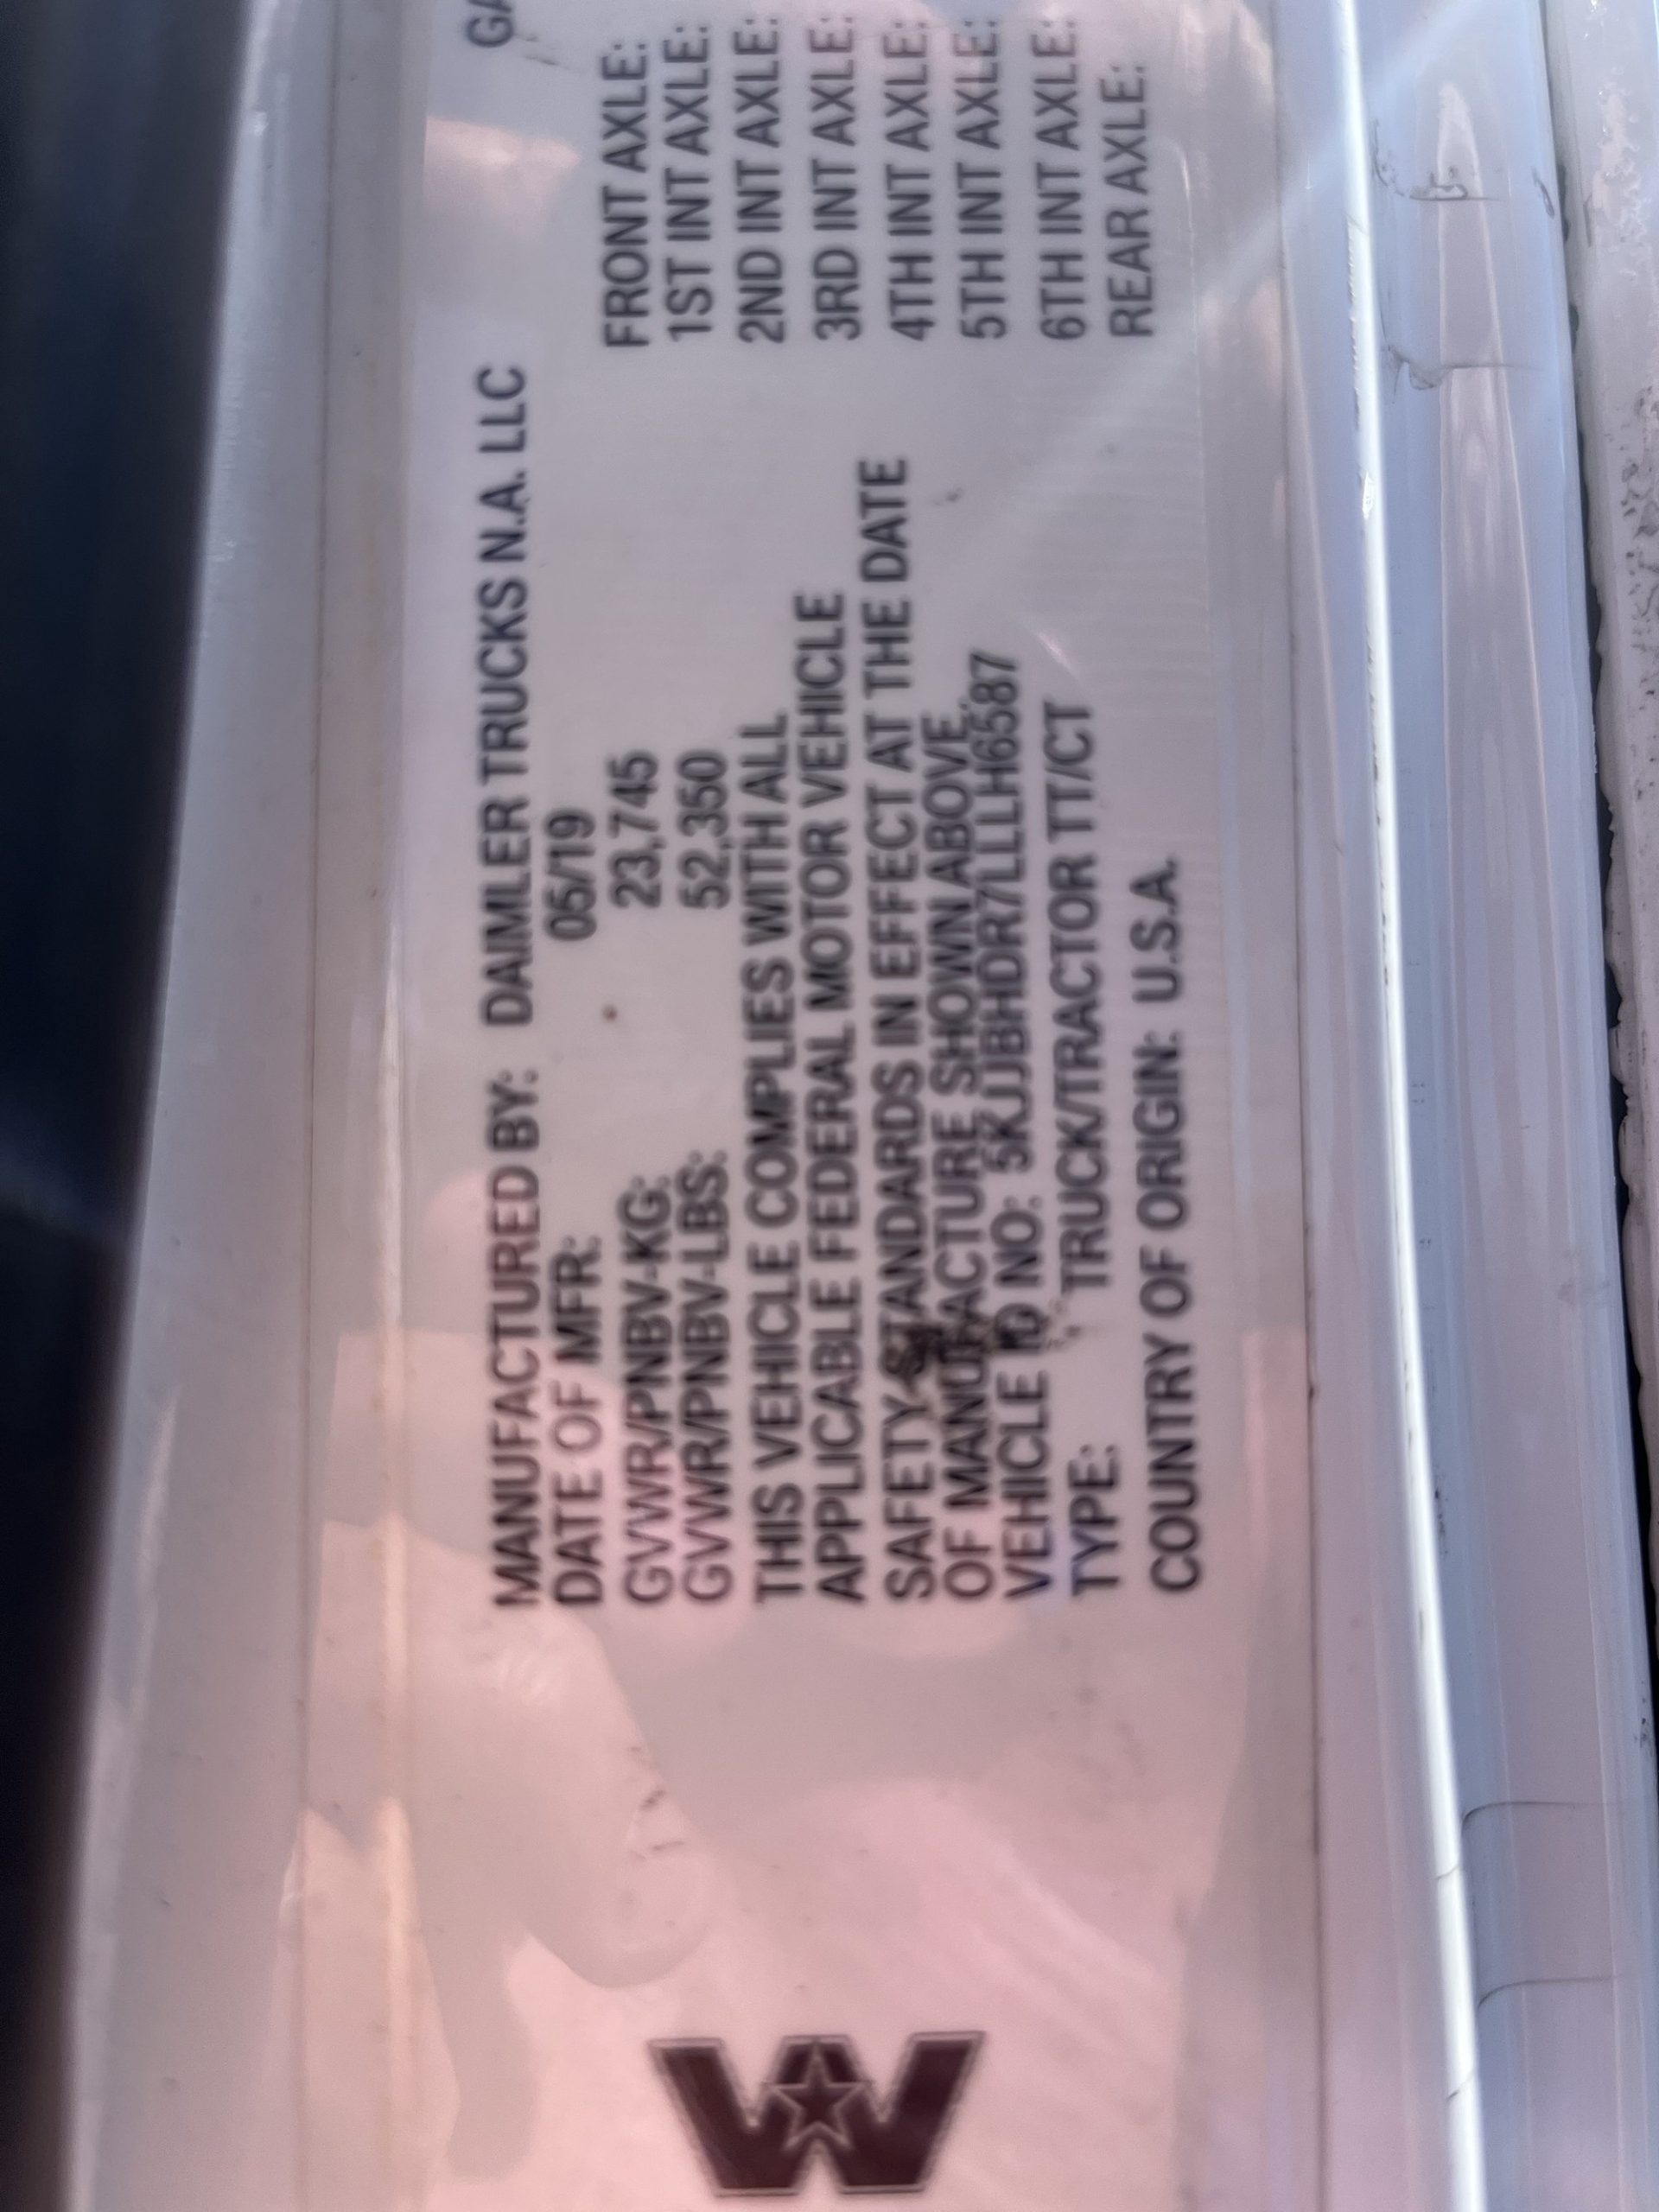 MANUFACTURED BY: DAIMLER TRUCKS N.A. LLC
DATE OF MFR: 05/19
GVWR/PNBV-KG: 23,745
GVWR/PNBV-LBS: 52,350
THIS VEHICLE COMPLIES WITH ALL
APPLICABLE FEDERAL MOTOR VEHICLE
SAFETY STANDARDS IN EFFECT AT THE DATE
OF MANUFACTURE SHOWN ABOVE.
VEHICLE ID NO: 5KJJBHDR7LLLH6587
TYPE: TRUCK/TRACTOR TT/CT
COUNTRY OF ORIGIN: U.S.A.
GA
FRONT AXLE:
1ST INT AXLE:
2ND INT AXLE:
3RD INT AXLE:
4TH INT AXLE:
5TH INT AXLE:
6TH INT AXLE:
REAR AXLE:
W